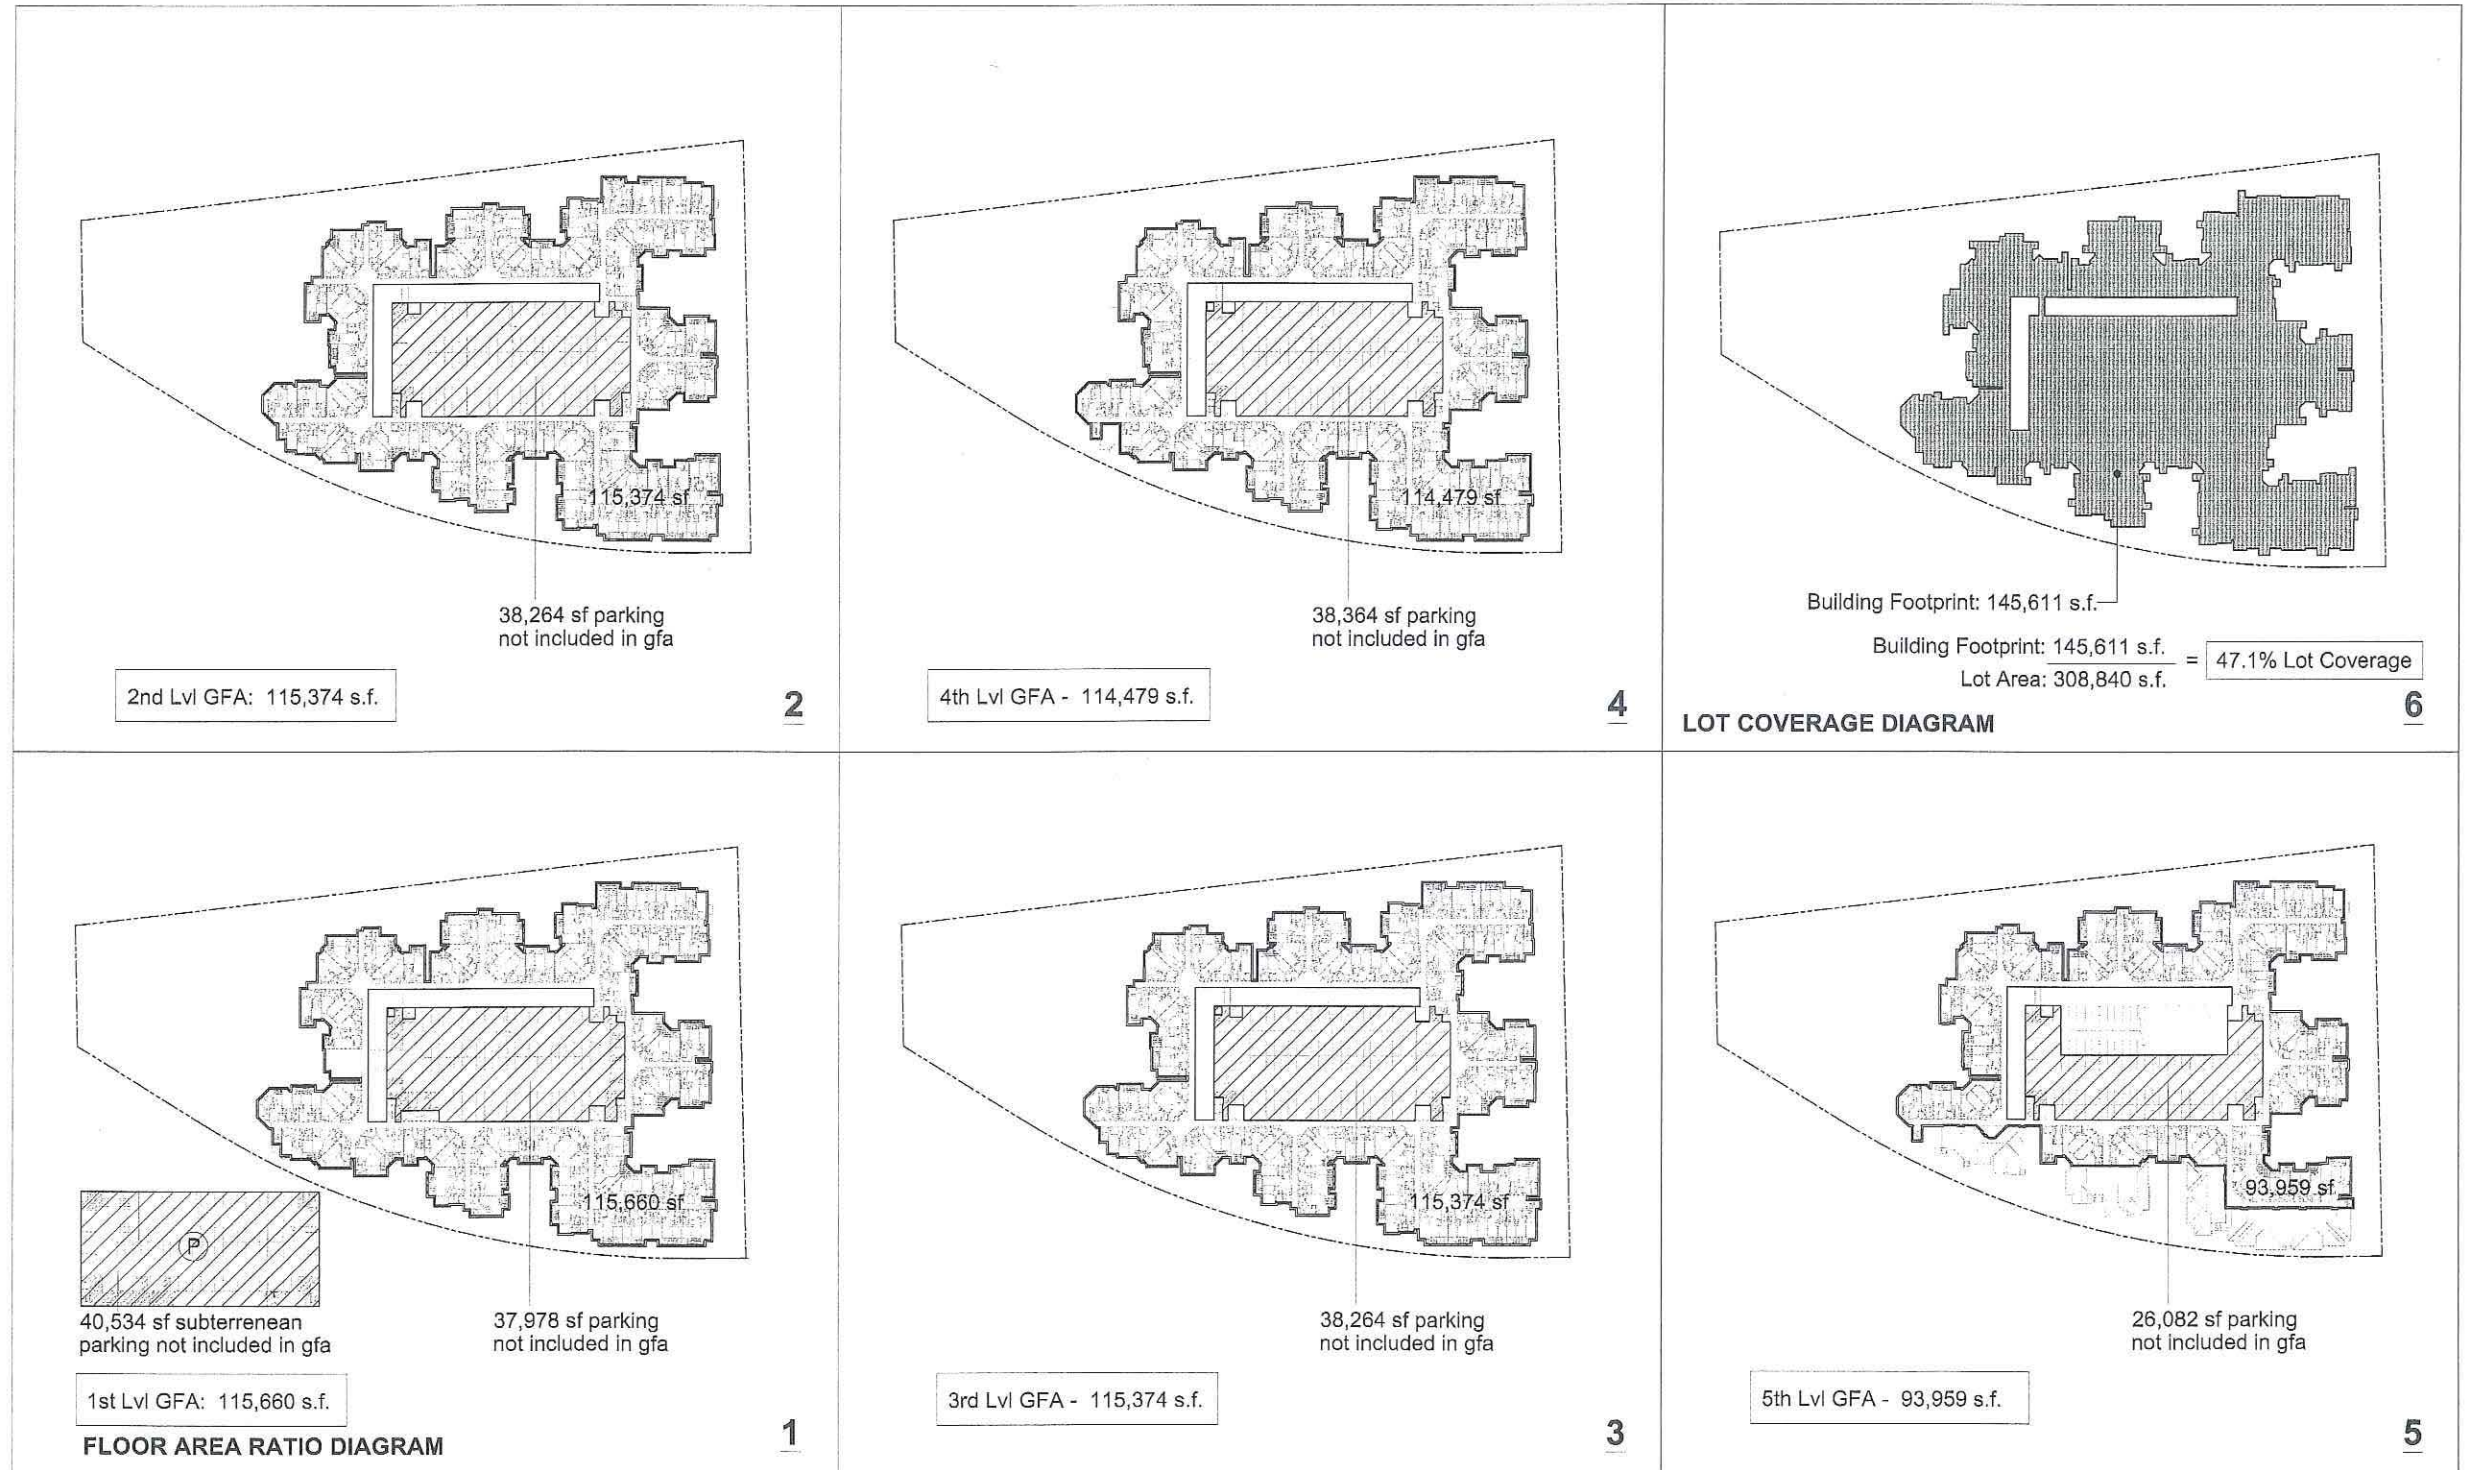 115,374 sf
38,264 sf parking
not included in gfa
2nd Lvl GFA: 115,374 s.f.
2
114,479 sf
38,364 sf parking
not included in gfa
4th Lvl GFA - 114,479 s.f.
4
Building Footprint: 145,611 s.f.
Building Footprint: 145,611 s.f.
Lot Area: 308,840 s.f.
= 47.1% Lot Coverage
LOT COVERAGE DIAGRAM
6
115,660 sf
P
40,534 sf subterrenean
parking not included in gfa
37,978 sf parking
not included in gfa
1st Lvl GFA: 115,660 s.f.
FLOOR AREA RATIO DIAGRAM
1
115,374 sf
38,264 sf parking
not included in gfa
3rd Lvl GFA - 115,374 s.f.
3
93,959 sf
26,082 sf parking
not included in gfa
5th Lvl GFA - 93,959 s.f.
5